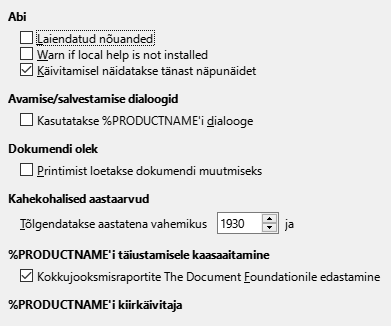 Abi
Laiendatud nõuanded
Warn if local help is not installed
Käivitamisel näidatakse tänast näpunäidet
Avamise/salvestamise dialoogid
Kasutatakse %PRODUCTNAME'i dialooge
Dokumendi olek
Printimist loetakse dokumendi muutmiseks
Kahekohalised aastaarvud
Tõlgendatakse aastatena vahemikus 1930 ja
%PRODUCTNAME'i täiustamisele kaasaaitamine
Kokkujooksmisraportite The Document Foundationile edastamine
%PRODUCTNAME'i kiirkäivitaja